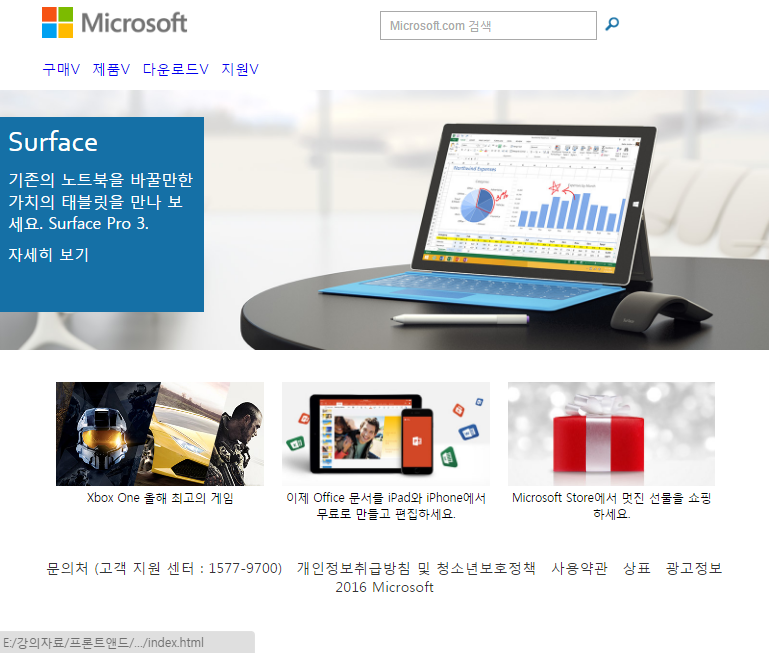 Microsoft
Microsoft.com 검색
구매V 제품V 다운로드V 지원V
Surface
기존의 노트북을 바꿀만한
가치의 태블릿을 만나 보
세요. Surface Pro 3.
자세히 보기
Northwind Expenses
Xbox One 올해 최고의 게임
이제 Office 문서를 iPad와 iPhone에서
무료로 만들고 편집하세요.
Microsoft Store에서 멋진 선물을 쇼핑
하세요.
문의처 (고객 지원 센터 : 1577-9700) 개인정보취급방침 및 청소년보호정책 사용약관 상표 광고정보
2016 Microsoft
E:/강의자료/프론트앤드/.../index.html